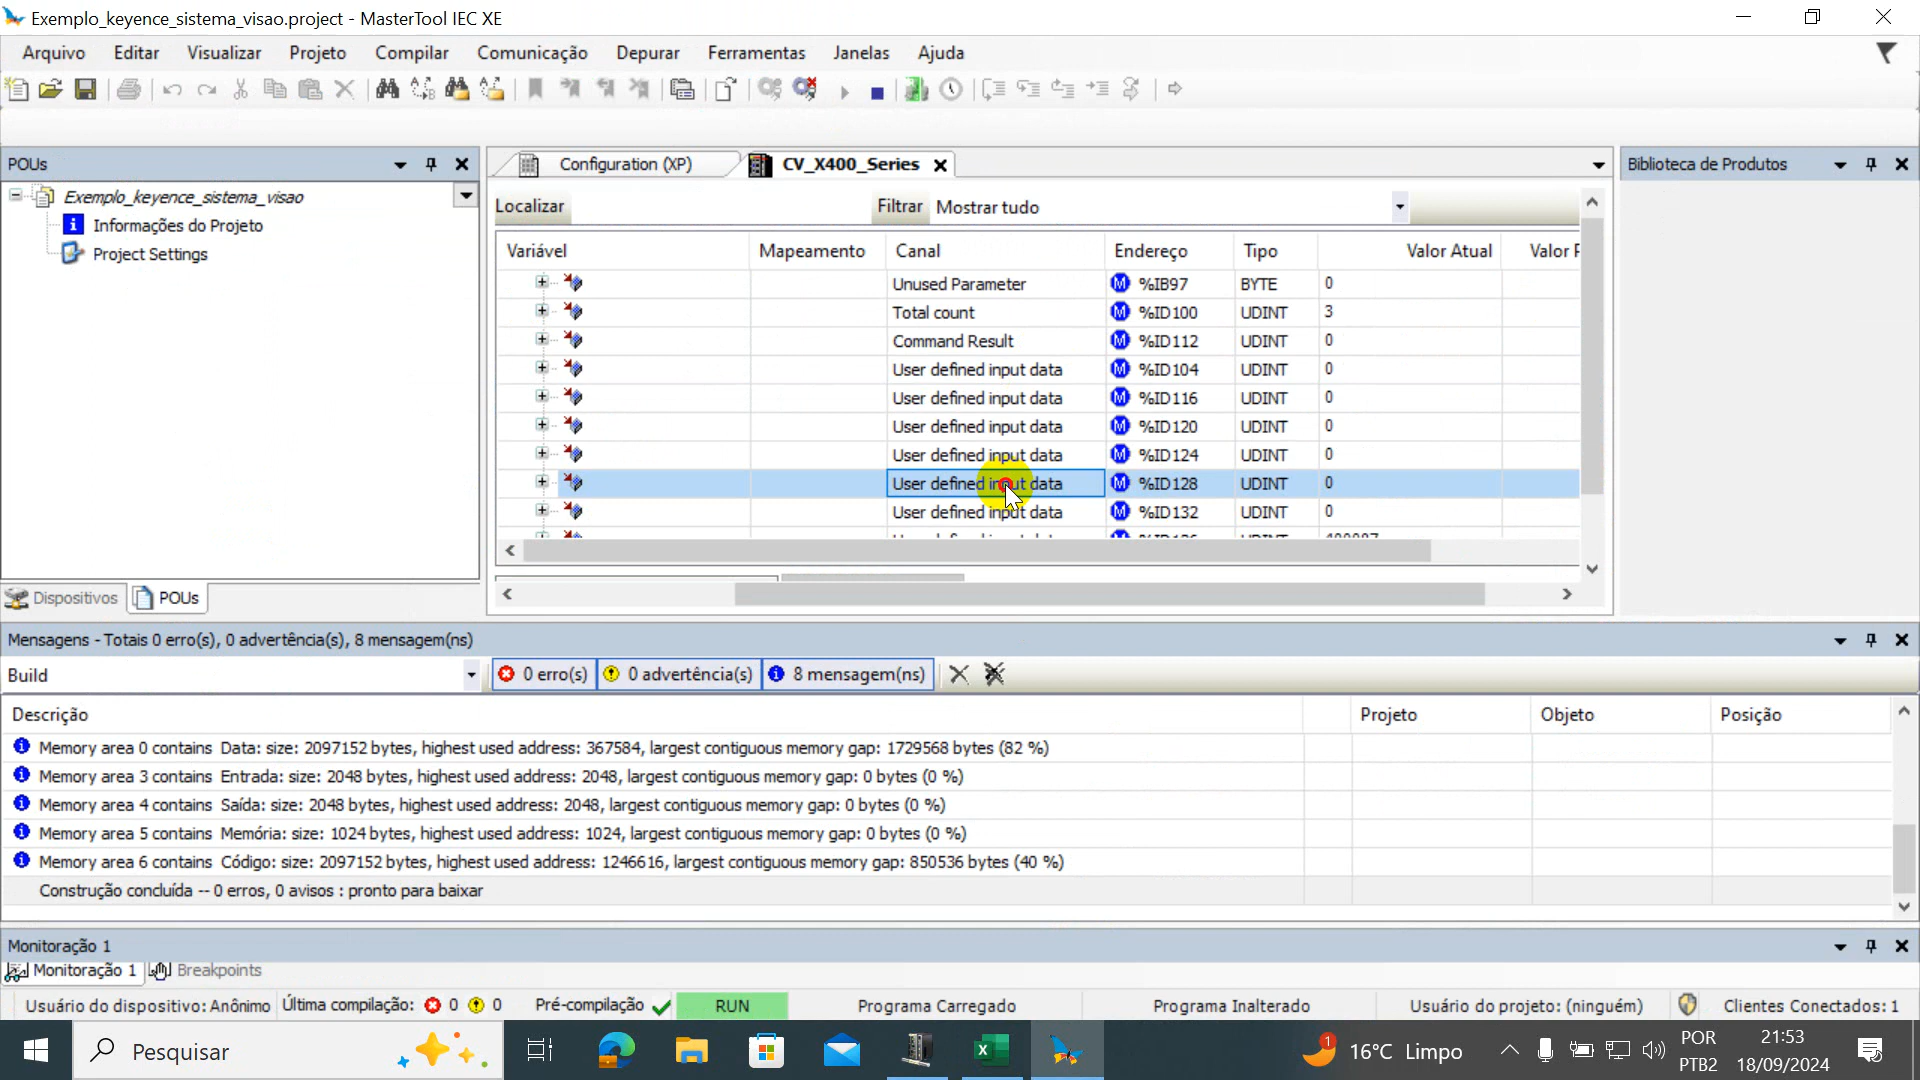 Exemplo_keyence_sistema_visao.project - MasterTool IEC XE
Arquivo Editar Visualizar Projeto Compilar Comunicação Depurar Ferramentas Janelas Ajuda
POUs
Exemplo_keyence_sistema_visao
Informações do Projeto
Project Settings
Dispositivos POUs
Configuration (XP) CV_X400_Series
Localizar Filtrar Mostrar tudo
Variável Mapeamento Canal Endereço Tipo Valor Atual Valor P
Unused Parameter %IB97 BYTE 0
Total count %ID100 UDINT 3
Command Result %ID112 UDINT 0
User defined input data %ID104 UDINT 0
User defined input data %ID116 UDINT 0
User defined input data %ID120 UDINT 0
User defined input data %ID124 UDINT 0
User defined input data %ID128 UDINT 0
User defined input data %ID132 UDINT 0
Biblioteca de Produtos
Mensagens - Totais 0 erro(s), 0 advertência(s), 8 mensagem(ns)
Build 0 erro(s) 0 advertência(s) 8 mensagem(ns)
Descrição Projeto Objeto Posição
Memory area 0 contains Data: size: 2097152 bytes, highest used address: 367584, largest contiguous memory gap: 1729568 bytes (82 %)
Memory area 3 contains Entrada: size: 2048 bytes, highest used address: 2048, largest contiguous memory gap: 0 bytes (0 %)
Memory area 4 contains Saída: size: 2048 bytes, highest used address: 2048, largest contiguous memory gap: 0 bytes (0 %)
Memory area 5 contains Memória: size: 1024 bytes, highest used address: 1024, largest contiguous memory gap: 0 bytes (0 %)
Memory area 6 contains Código: size: 2097152 bytes, highest used address: 1246616, largest contiguous memory gap: 850536 bytes (40 %)
Construção concluída -- 0 erros, 0 avisos : pronto para baixar
Monitoração 1
Monitoração 1 Breakpoints
Usuário do dispositivo: Anônimo Última compilação: 0 0 Pré-compilação RUN Programa Carregado Programa Inalterado Usuário do projeto: (ninguém) Clientes Conectados: 1
Pesquisar 1 16°C Limpo POR PTB2 21:53 18/09/2024